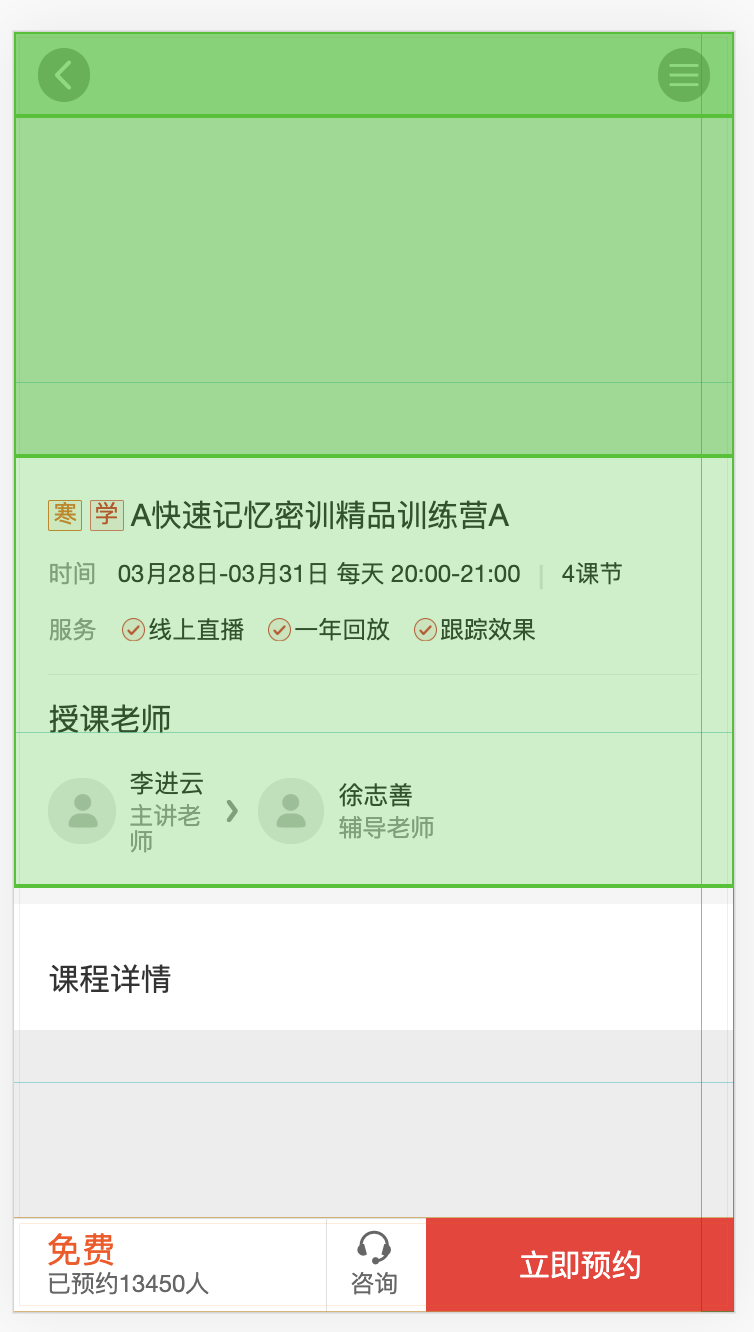 寒 学 A快速记忆密训精品训练营A
时间 03月28日-03月31日 每天 20:00-21:00 | 4课节
服务 线上直播 一年回放 跟踪效果
授课老师
李进云
主讲老师
徐志善
辅导老师
课程详情
免费
已预约13450人
咨询
立即预约